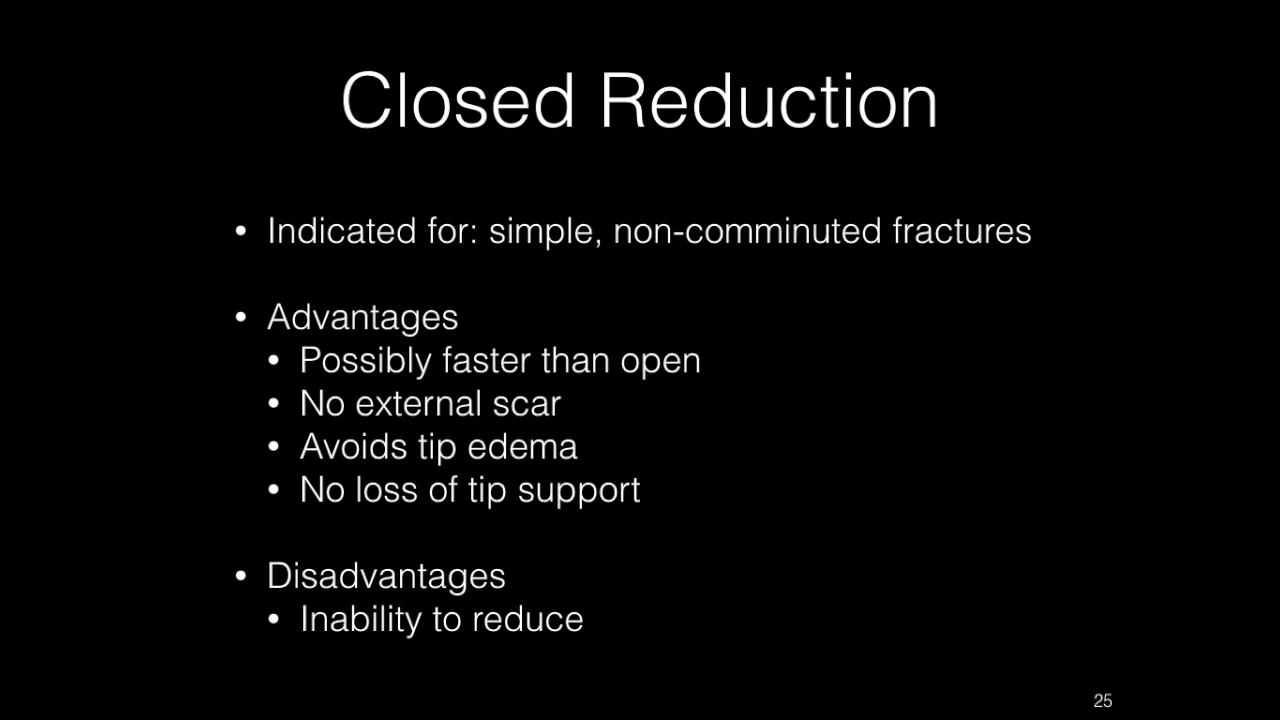 Closed Reduction
• Indicated for: simple, non-comminuted fractures
• Advantages
• Possibly faster than open
• No external scar
• Avoids tip edema
• No loss of tip support
• Disadvantages
• Inability to reduce
25